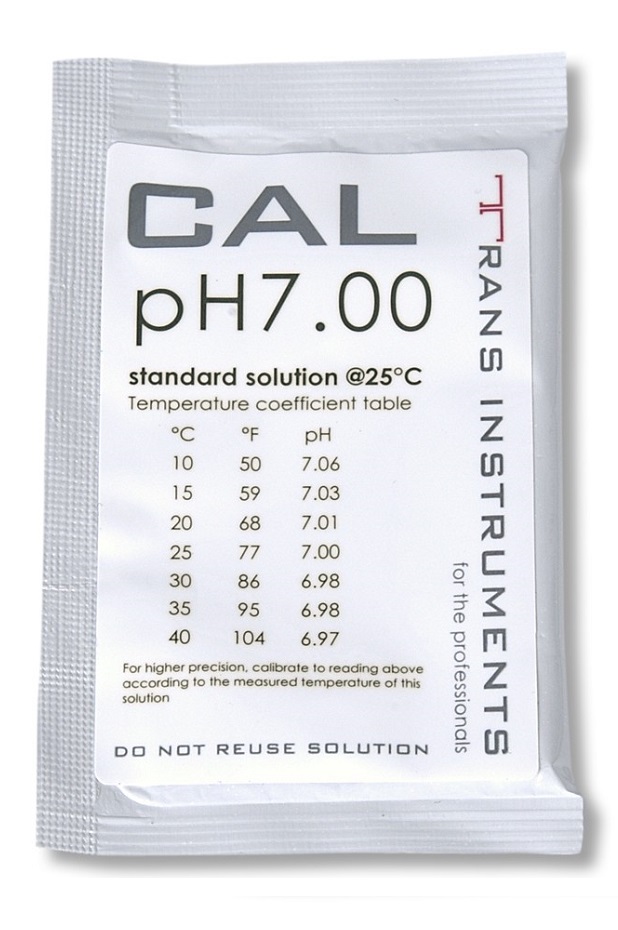 CAL
pH7.00
standard solution @25°C
Temperature coefficient table
°C °F pH
10 50 7.06
15 59 7.03
20 68 7.01
25 77 7.00
30 86 6.98
35 95 6.98
40 104 6.97
For higher precision, calibrate to reading above
according to the measured temperature of this
solution
DO NOT REUSE SOLUTION
TRANS INSTRUMENTS
for the professionals